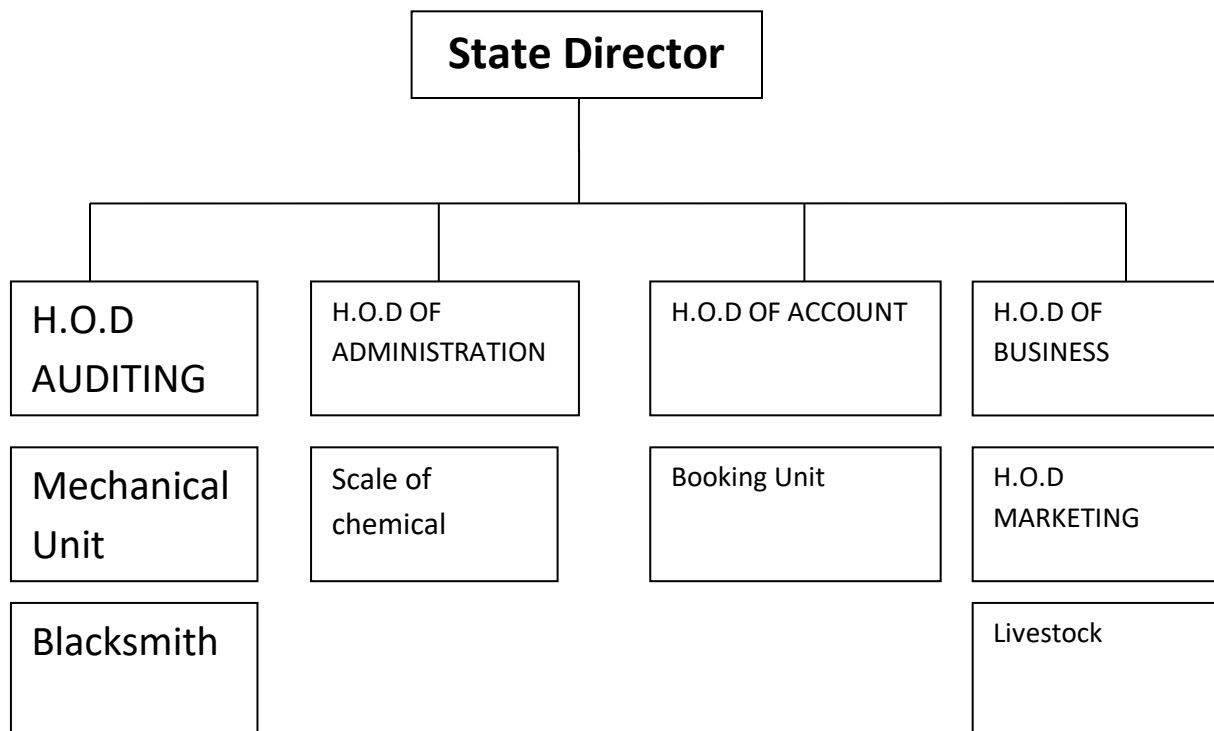 State Director
H.O.D
AUDITING
H.O.D OF
ADMINISTRATION
H.O.D OF ACCOUNT
H.O.D OF
BUSINESS
Mechanical
Unit
Scale of
chemical
Booking Unit
H.O.D
MARKETING
Blacksmith
Livestock